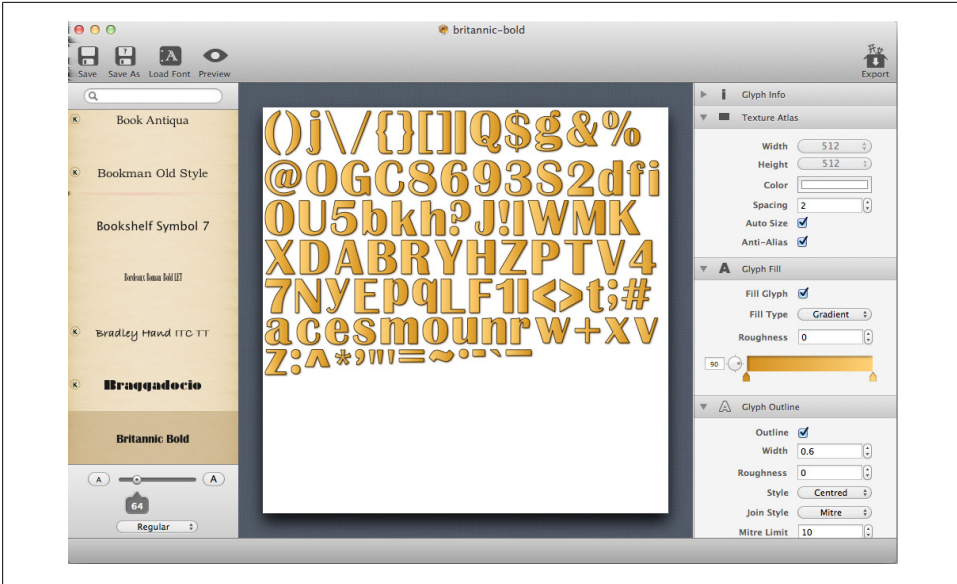 britannic-bold
Save Save As Load Font Preview Export
Book Antiqua
Bookman Old Style
Bookshelf Symbol 7
Bordeaux Roman Bold LET
Bradley Hand ITC TT
Braggadocio
Britannic Bold
A A
64
Regular
()j\/{}[]|Q$g&%
@OGC8693S2dfi
0U5bkh?J!IWMK
XDABRYHZPTV4
7NyEpqLF1l<>t;#
acesmounrw+xv
z:^*,'"=~•-`—
Glyph Info
Texture Atlas
Width 512
Height 512
Color
Spacing 2
Auto Size
Anti-Alias
Glyph Fill
Fill Glyph
Fill Type Gradient
Roughness 0
90
Glyph Outline
Outline
Width 0.6
Roughness 0
Style Centred
Join Style Mitre
Mitre Limit 10